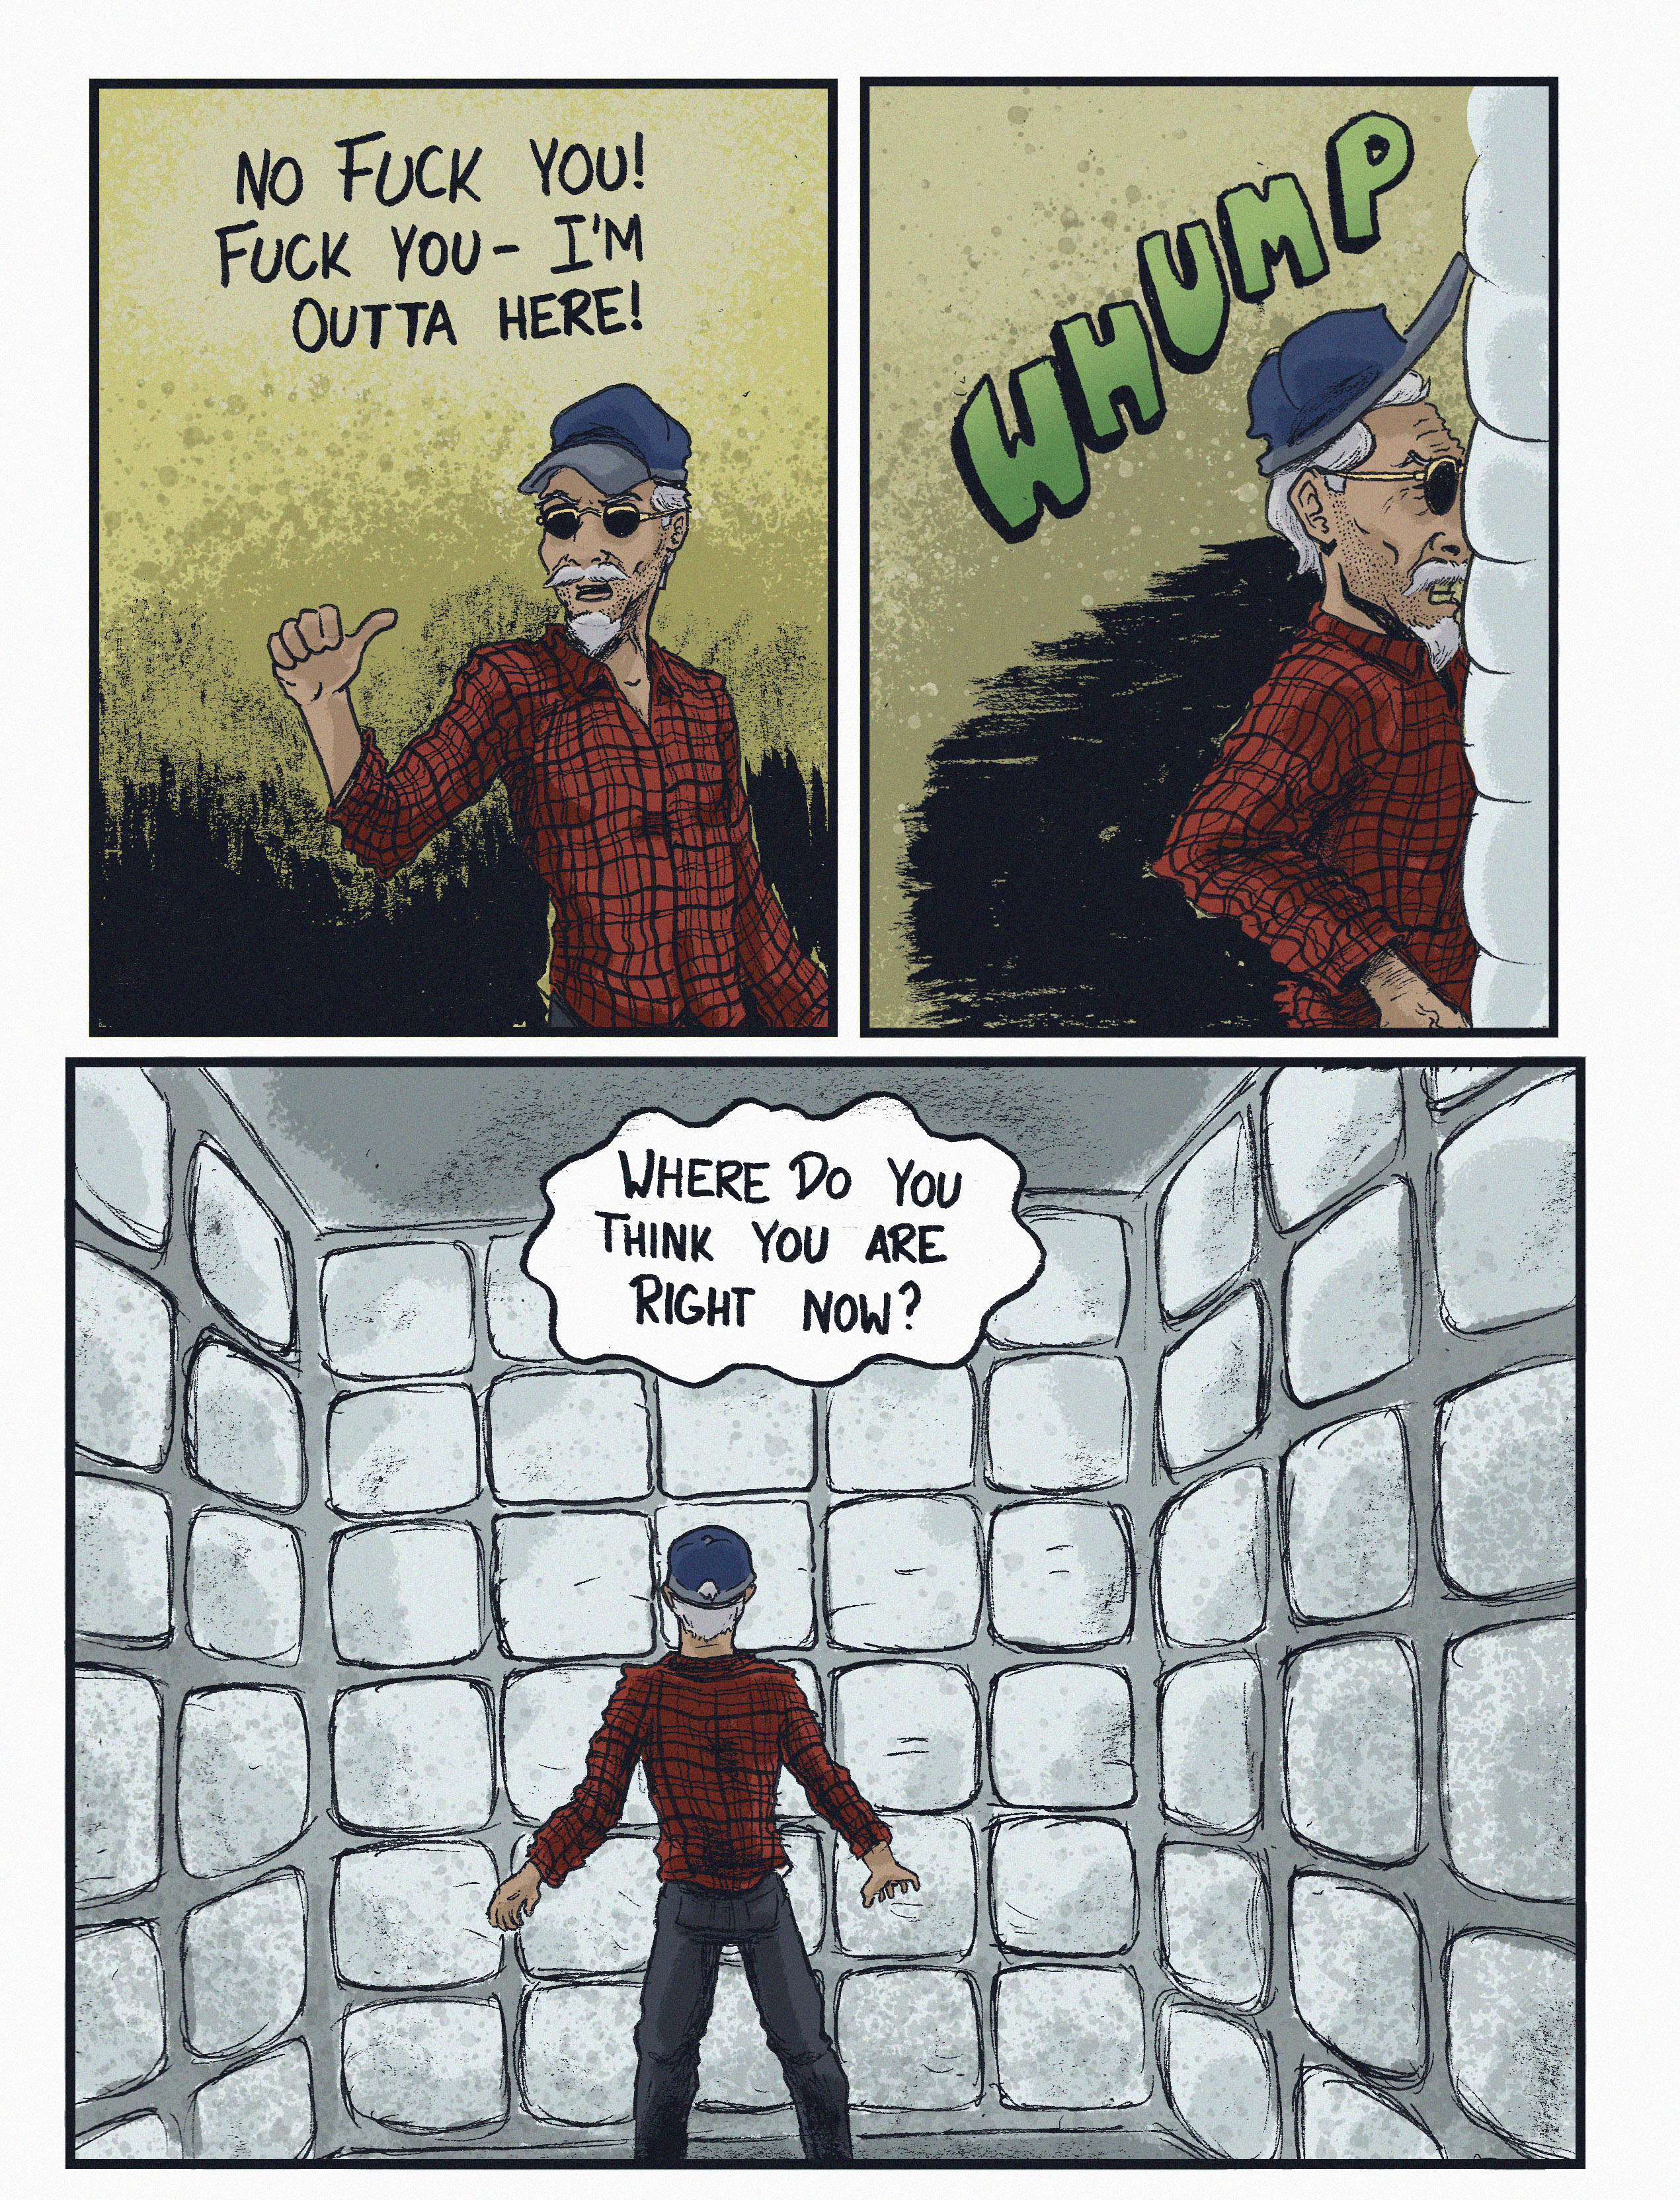 NO FUCK YOU!
FUCK YOU- I'M
OUTTA HERE!
WHUMP
WHERE DO YOU
THINK YOU ARE
RIGHT NOW?